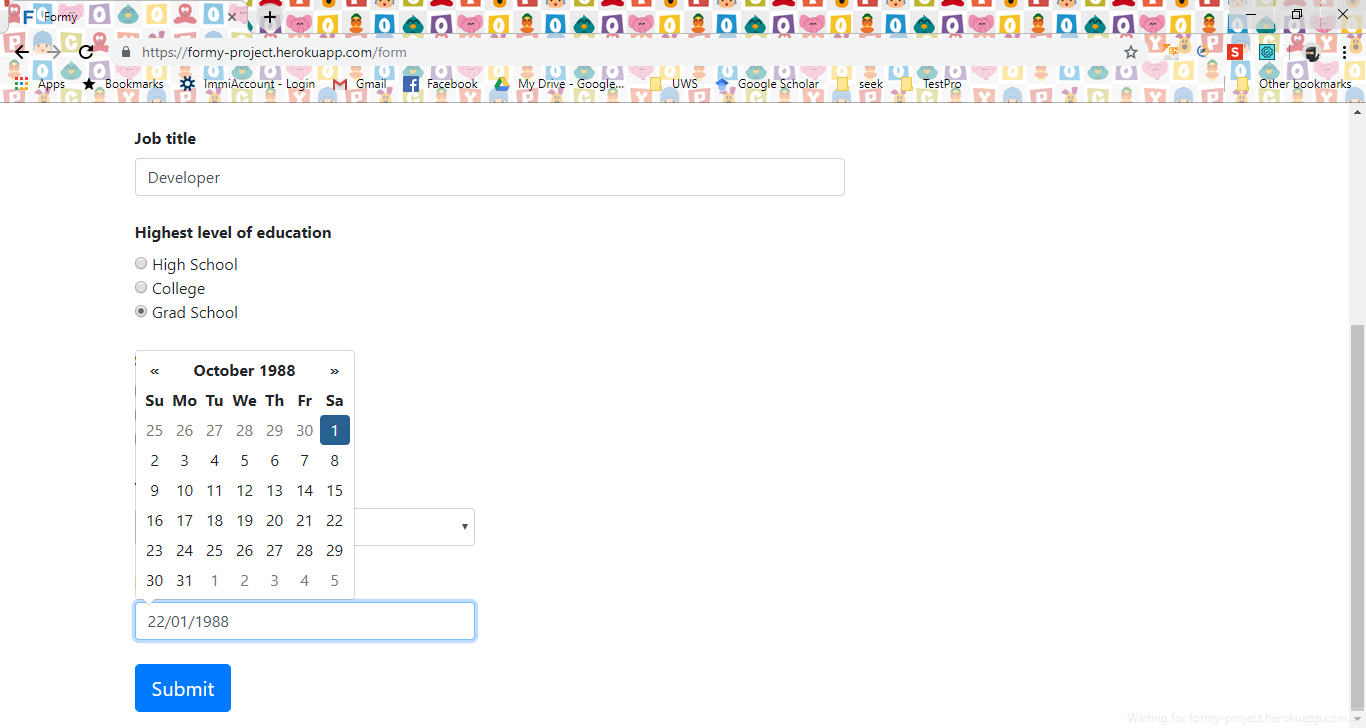 Formy
https://formy-project.herokuapp.com/form
Apps Bookmarks ImmiAccount - Login Gmail Facebook My Drive - Google... UWS Google Scholar seek TestPro Other bookmarks
Job title
Developer
Highest level of education
High School
College
Grad School
« October 1988 »
Su Mo Tu We Th Fr Sa
25 26 27 28 29 30 1
2 3 4 5 6 7 8
9 10 11 12 13 14 15
16 17 18 19 20 21 22
23 24 25 26 27 28 29
30 31 1 2 3 4 5
22/01/1988
Submit
Waiting for formy-project.herokuapp.com...